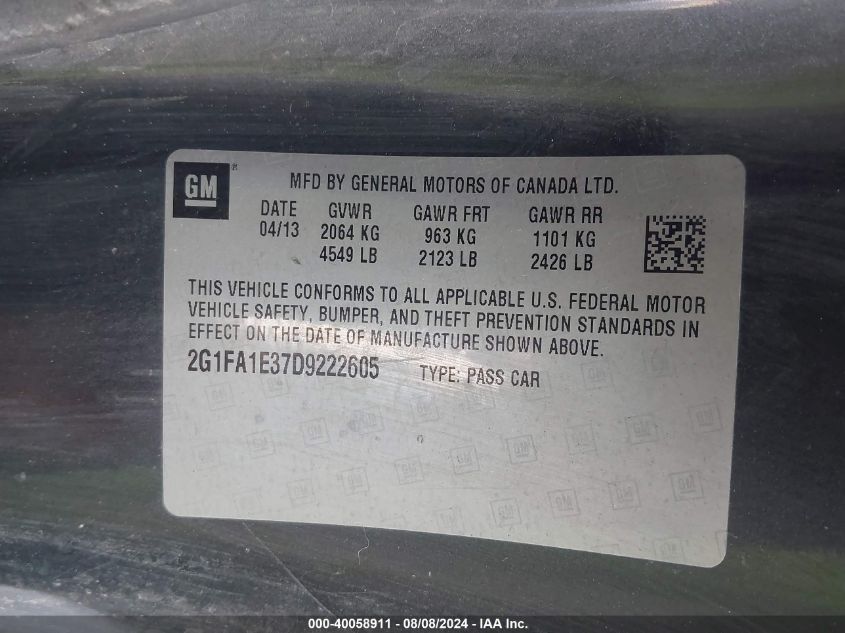 GM ®
MFD BY GENERAL MOTORS OF CANADA LTD.
DATE GVWR GAWR FRT GAWR RR
04/13 2064 KG 963 KG 1101 KG
4549 LB 2123 LB 2426 LB
THIS VEHICLE CONFORMS TO ALL APPLICABLE U.S. FEDERAL MOTOR
VEHICLE SAFETY, BUMPER, AND THEFT PREVENTION STANDARDS IN
EFFECT ON THE DATE OF MANUFACTURE SHOWN ABOVE.
2G1FA1E37D9222605 TYPE: PASS CAR
000-40058911 - 08/08/2024 - IAA Inc.